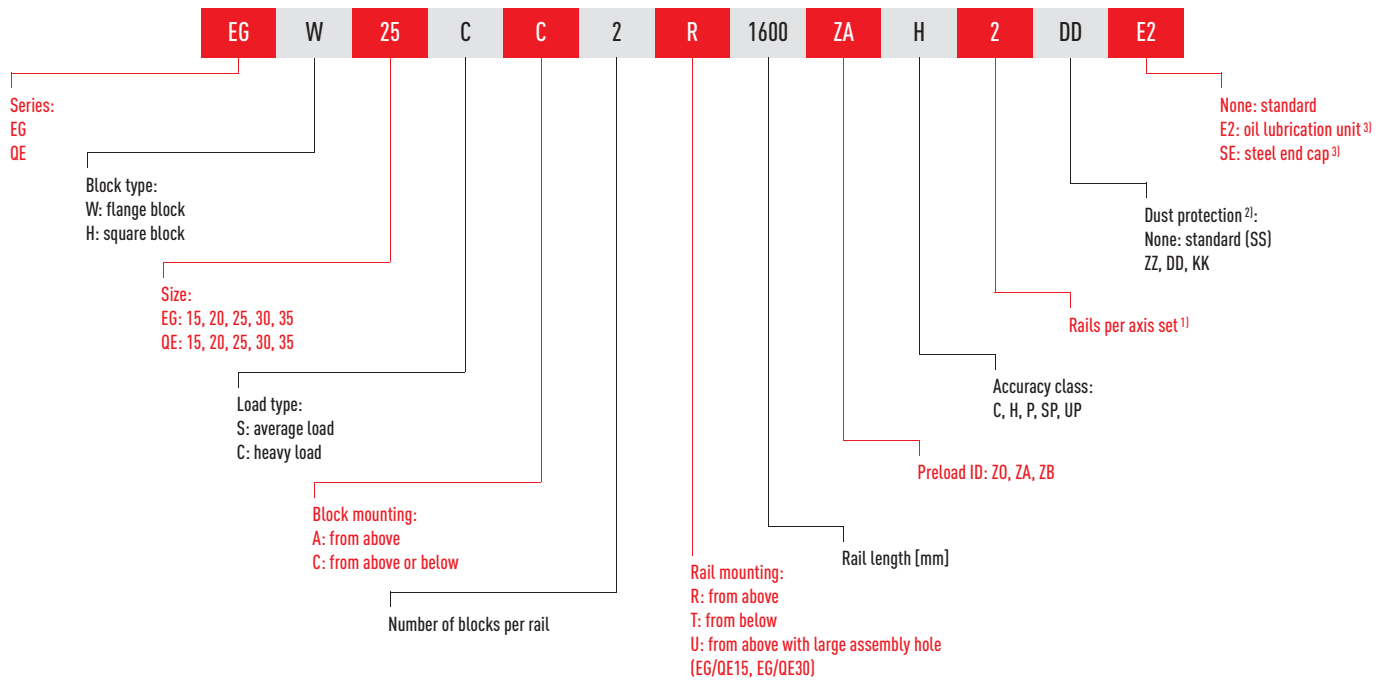 EG W 25 C C 2 R 1600 ZA H 2 DD E2
Series:
EG
QE
Block type:
W: flange block
H: square block
Size:
EG: 15, 20, 25, 30, 35
QE: 15, 20, 25, 30, 35
Load type:
S: average load
C: heavy load
Block mounting:
A: from above
C: from above or below
Number of blocks per rail
Rail mounting:
R: from above
T: from below
U: from above with large assembly hole
(EG/QE15, EG/QE30)
Rail length [mm]
Preload ID: Z0, ZA, ZB
Accuracy class:
C, H, P, SP, UP
Rails per axis set 1)
Dust protection 2):
None: standard (SS)
ZZ, DD, KK
None: standard
E2: oil lubrication unit 3)
SE: steel end cap 3)